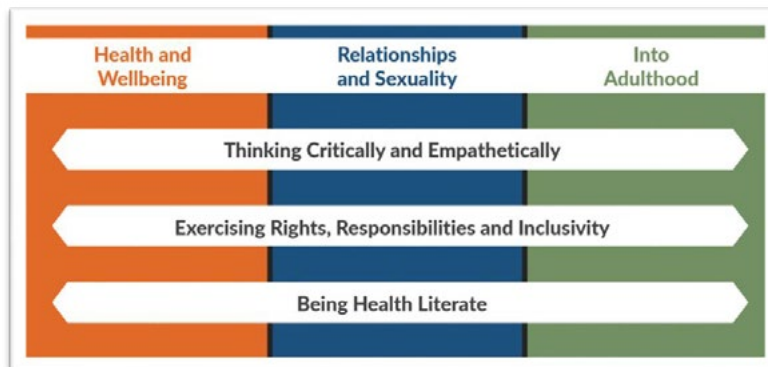 Health and
Wellbeing
Relationships
and Sexuality
Into
Adulthood
Thinking Critically and Empathetically
Exercising Rights, Responsibilities and Inclusivity
Being Health Literate